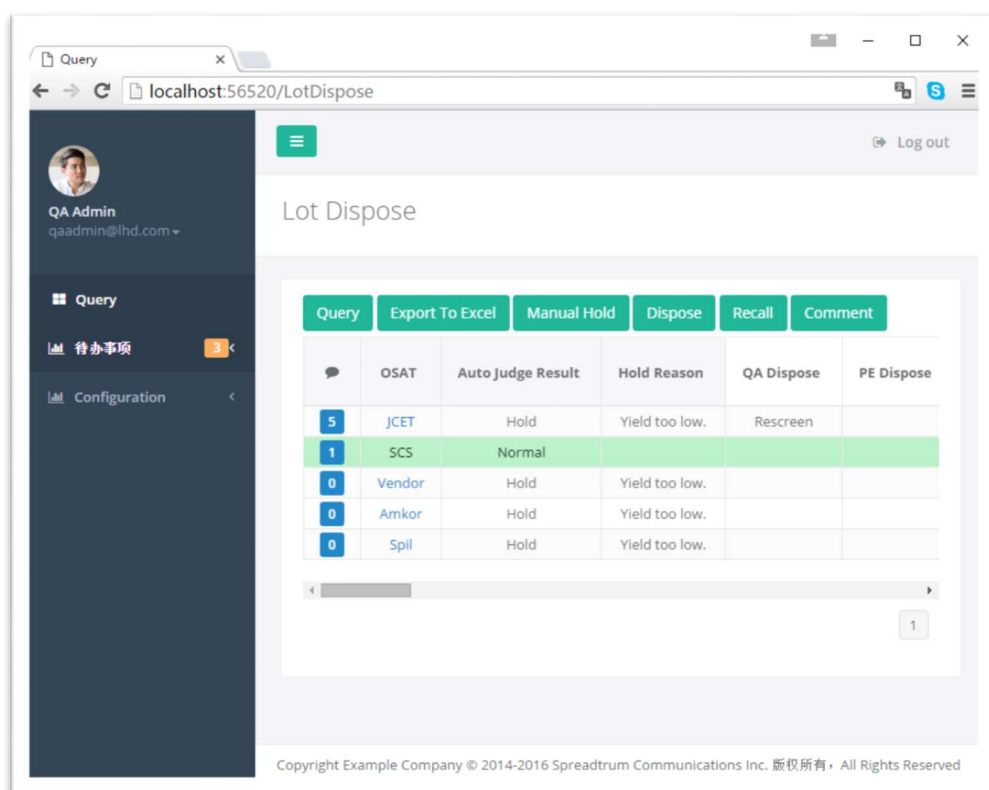 Query
localhost:56520/LotDispose
Log out
QA Admin
qaadmin@lhd.com
Lot Dispose
Query
待办事项 3
Configuration
Query Export To Excel Manual Hold Dispose Recall Comment
OSAT Auto Judge Result Hold Reason QA Dispose PE Dispose
5 JCET Hold Yield too low. Rescreen
1 SCS Normal
0 Vendor Hold Yield too low.
0 Amkor Hold Yield too low.
0 Spil Hold Yield too low.
1
Copyright Example Company © 2014-2016 Spreadtrum Communications Inc. 版权所有，All Rights Reserved